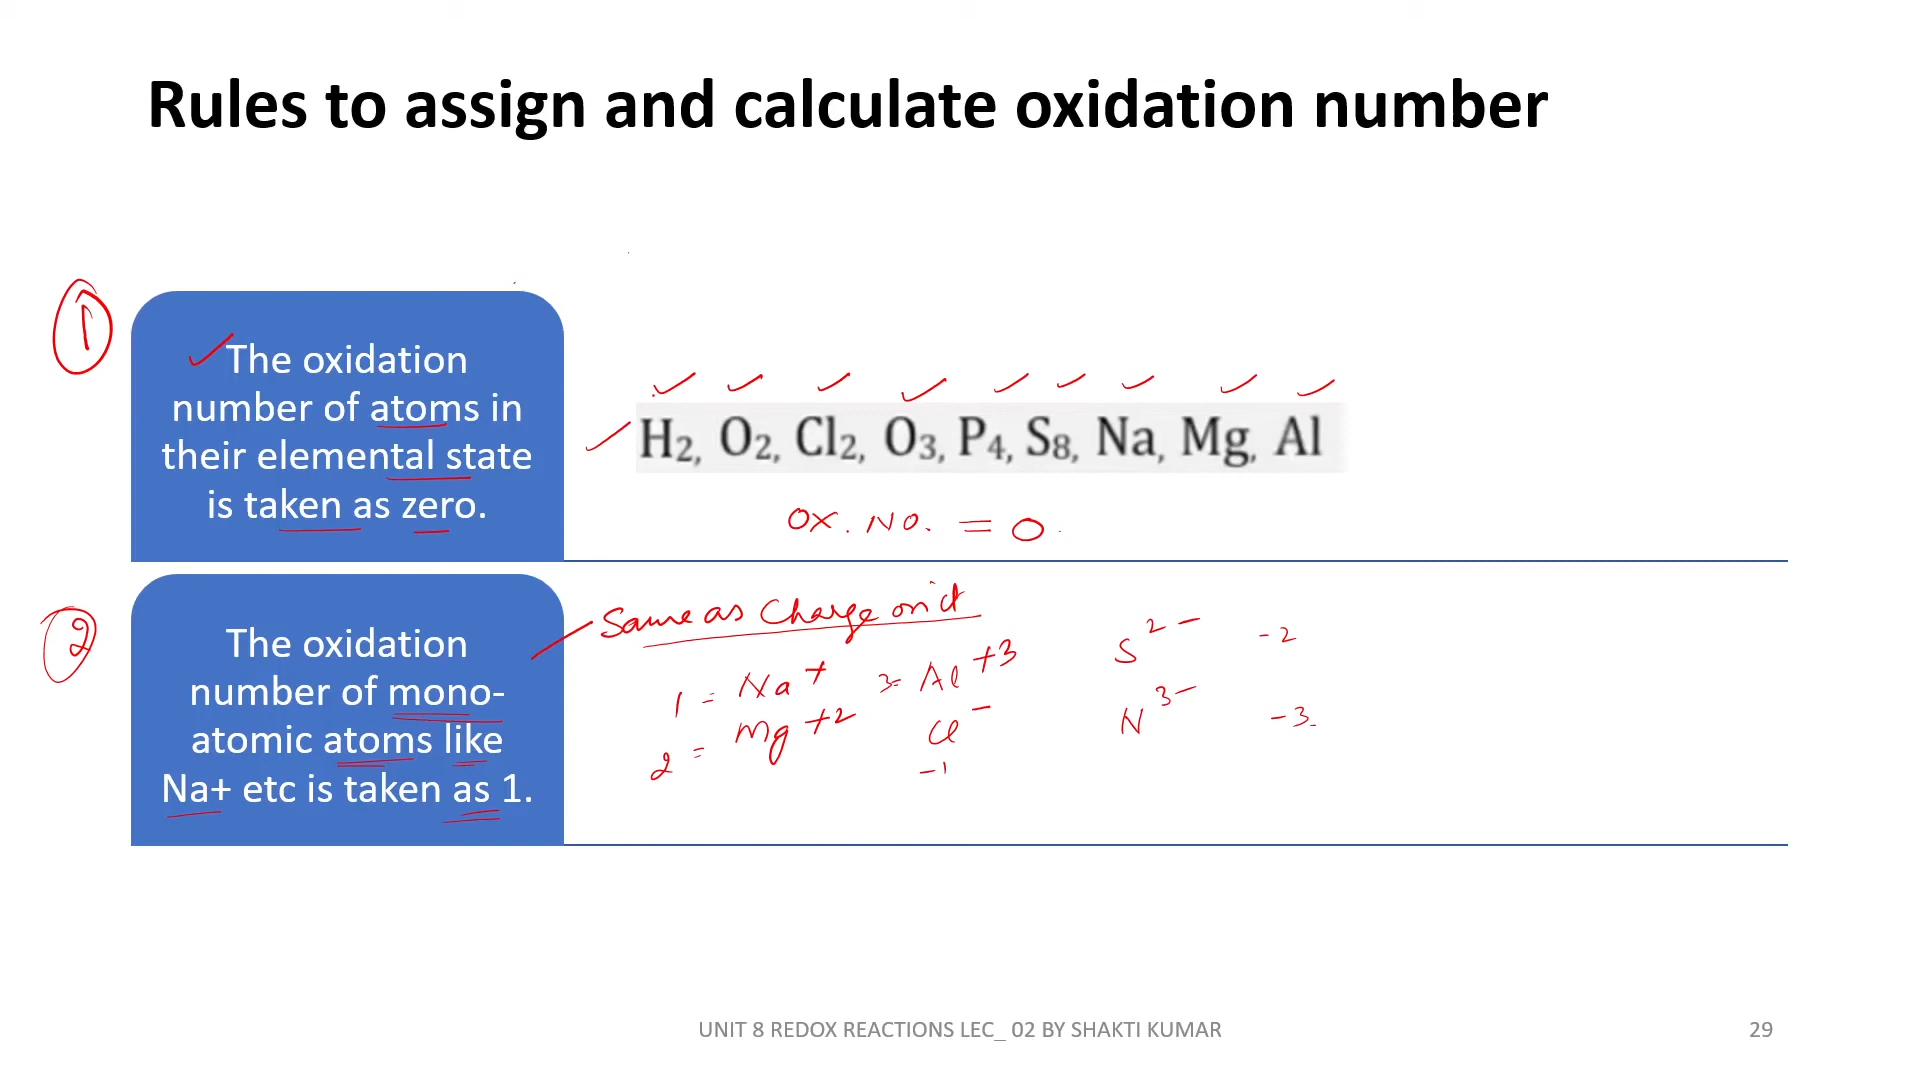 Rules to assign and calculate oxidation number
1
The oxidation
number of atoms in
their elemental state
is taken as zero.
H2, O2, Cl2, O3, P4, S8, Na, Mg, Al
OX. NO. = 0.
2
The oxidation
number of mono-
atomic atoms like
Na+ etc is taken as 1.
Same as Charge on it
1 = Na+ 3= Al+3 S2- -2
2 = Mg+2 Cl- N3- -3.
-1
UNIT 8 REDOX REACTIONS LEC_ 02 BY SHAKTI KUMAR
29